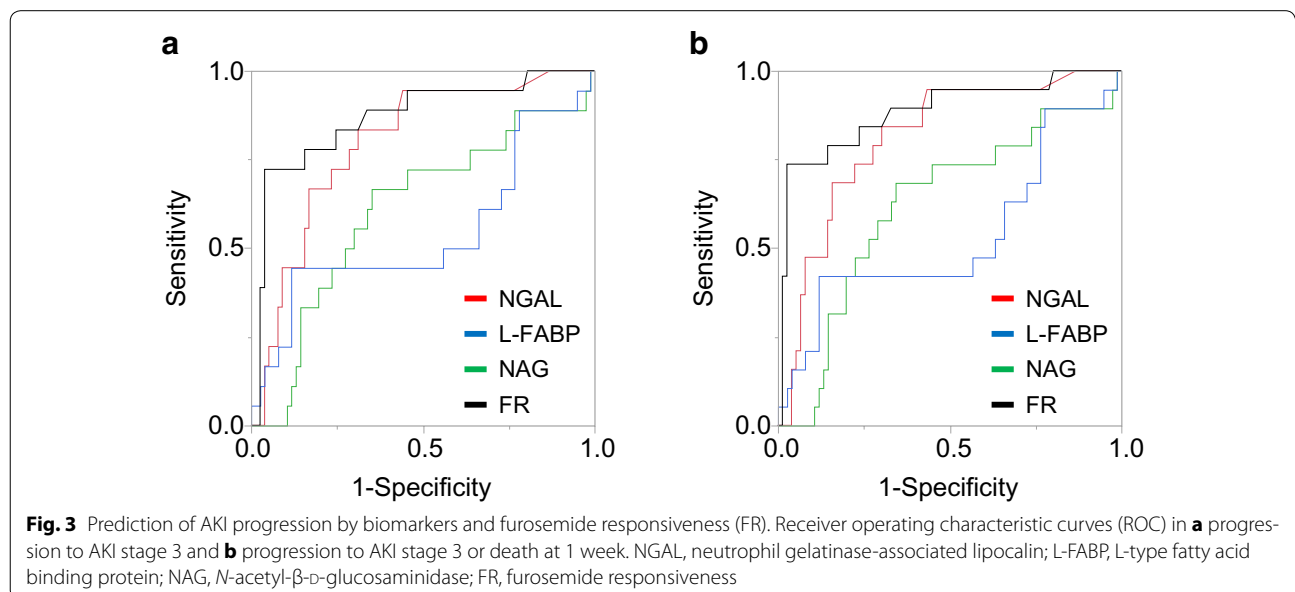 a
b
1.0
0.5
0.0
0.0 0.5 1.0
Sensitivity
1-Specificity
NGAL
L-FABP
NAG
FR
1.0
0.5
0.0
0.0 0.5 1.0
Sensitivity
1-Specificity
NGAL
L-FABP
NAG
FR
Fig. 3 Prediction of AKI progression by biomarkers and furosemide responsiveness (FR). Receiver operating characteristic curves (ROC) in a progres-
sion to AKI stage 3 and b progression to AKI stage 3 or death at 1 week. NGAL, neutrophil gelatinase-associated lipocalin; L-FABP, L-type fatty acid
binding protein; NAG, N-acetyl-β-D-glucosaminidase; FR, furosemide responsiveness